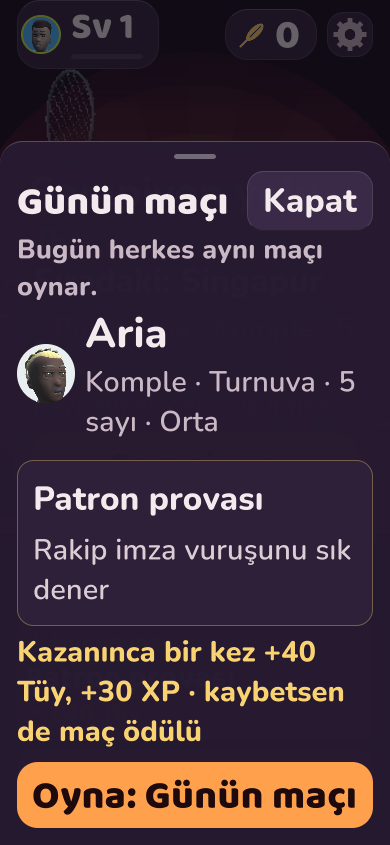 Sv 1
0
Günün maçı
Kapat
Bugün herkes aynı maçı
oynar.
Aria
Komple · Turnuva · 5
sayı · Orta
Patron provası
Rakip imza vuruşunu sık
dener
Kazanınca bir kez +40
Tüy, +30 XP · kaybetsen
de maç ödülü
Oyna: Günün maçı